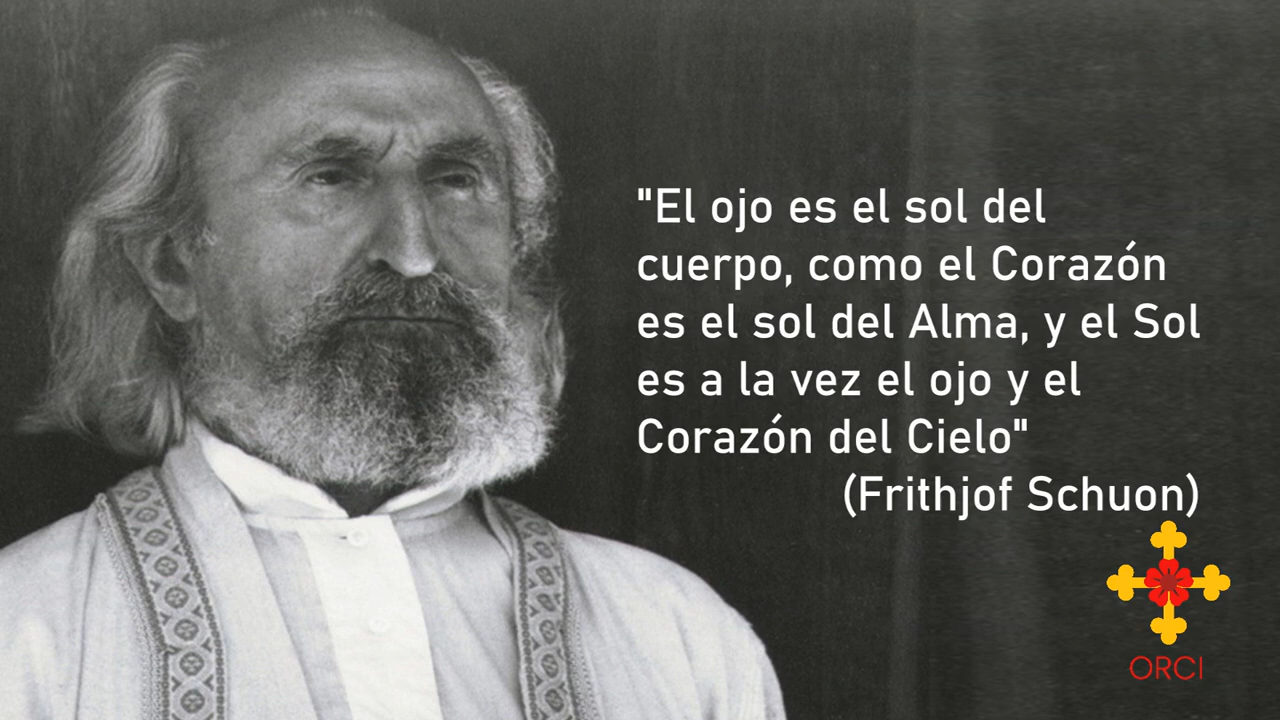 "El ojo es el sol del
cuerpo, como el Corazón
es el sol del Alma, y el Sol
es a la vez el ojo y el
Corazón del Cielo"
(Frithjof Schuon)
ORCI